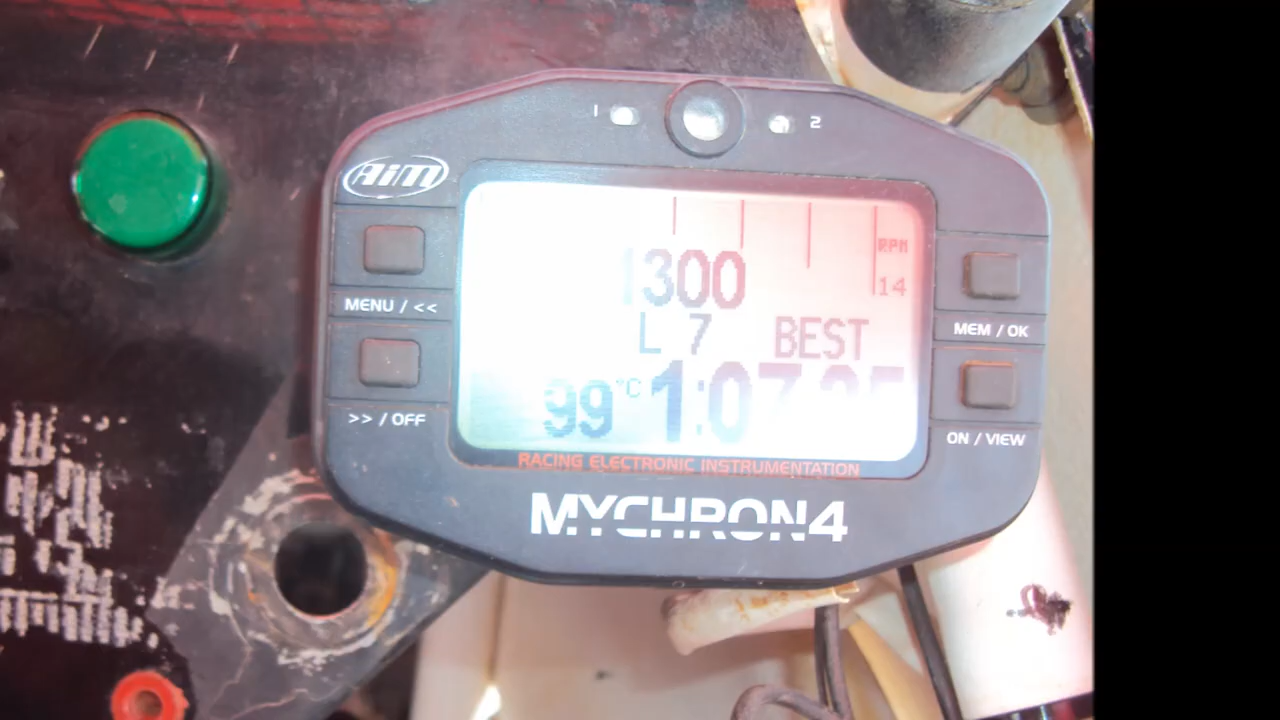 1 2
AiM
RPM
1300
14
MENU / <<
L 7 BEST
MEM / OK
99 °C
>> / OFF
ON / VIEW
RACING ELECTRONIC INSTRUMENTATION
MYCHRON4